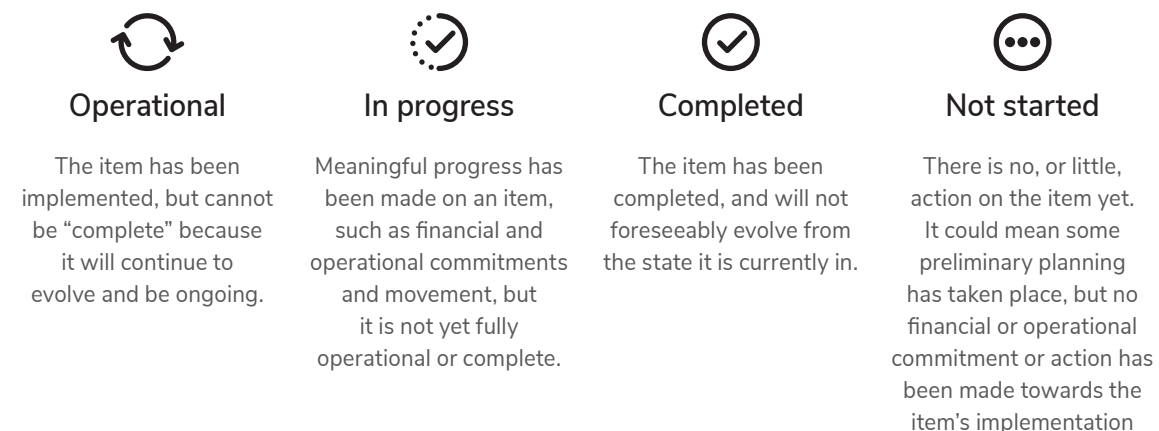 Operational
The item has been
implemented, but cannot
be “complete” because
it will continue to
evolve and be ongoing.
In progress
Meaningful progress has
been made on an item,
such as financial and
operational commitments
and movement, but
it is not yet fully
operational or complete.
Completed
The item has been
completed, and will not
foreseeably evolve from
the state it is currently in.
Not started
There is no, or little,
action on the item yet.
It could mean some
preliminary planning
has taken place, but no
financial or operational
commitment or action has
been made towards the
item’s implementation